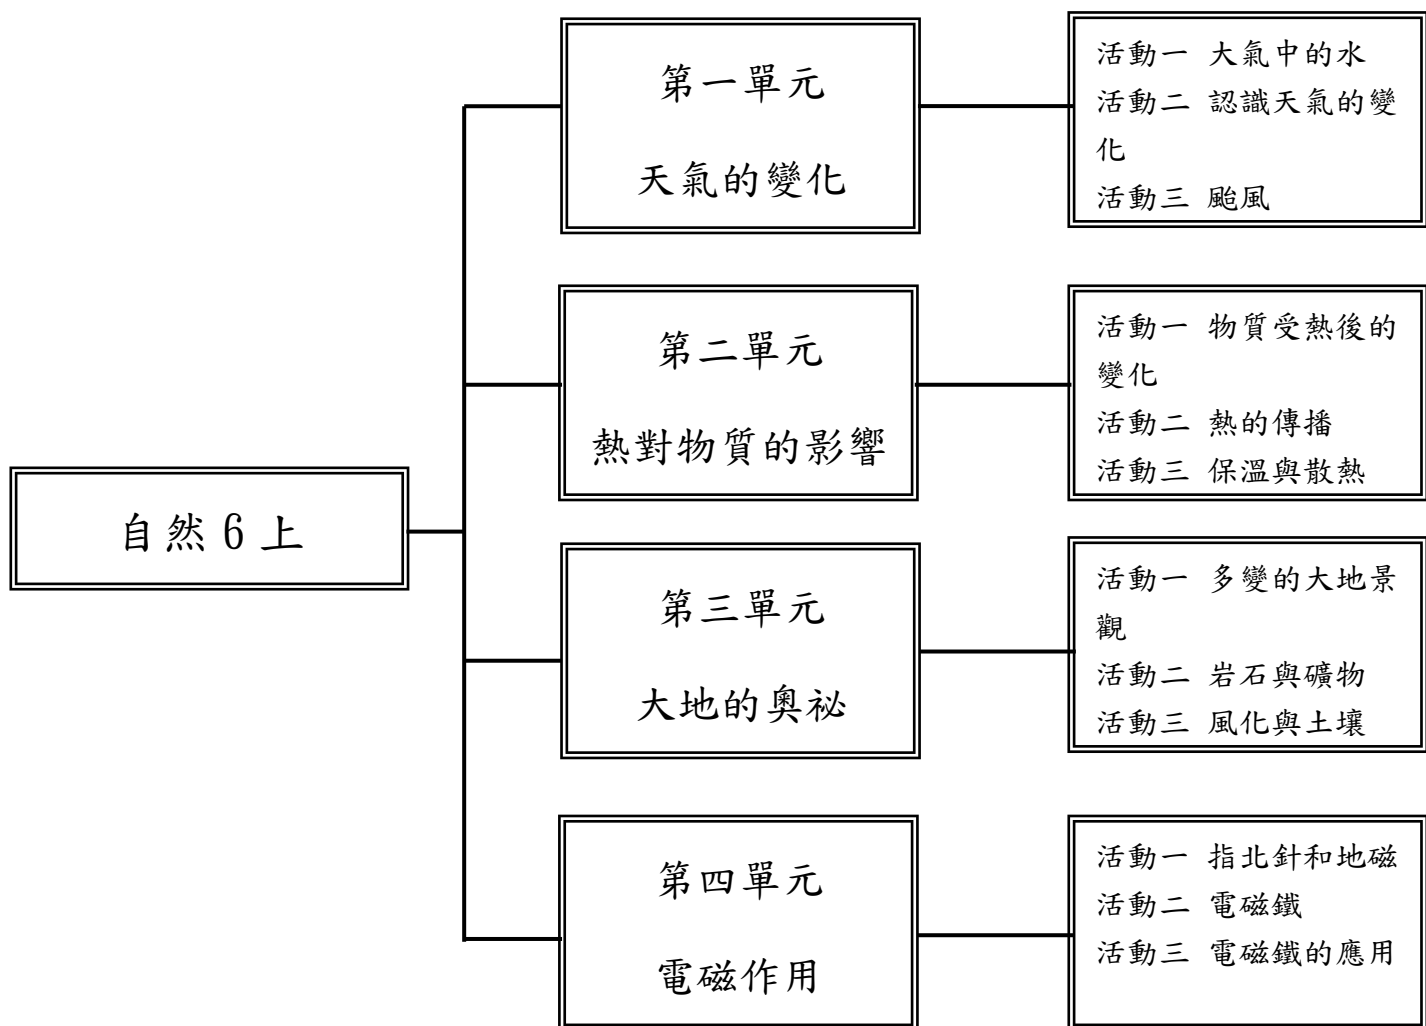 自然 6 上
第一單元
天氣的變化
活動一 大氣中的水
活動二 認識天氣的變
化
活動三 颱風
第二單元
熱對物質的影響
活動一 物質受熱後的
變化
活動二 熱的傳播
活動三 保溫與散熱
第三單元
大地的奧祕
活動一 多變的大地景
觀
活動二 岩石與礦物
活動三 風化與土壤
第四單元
電磁作用
活動一 指北針和地磁
活動二 電磁鐵
活動三 電磁鐵的應用